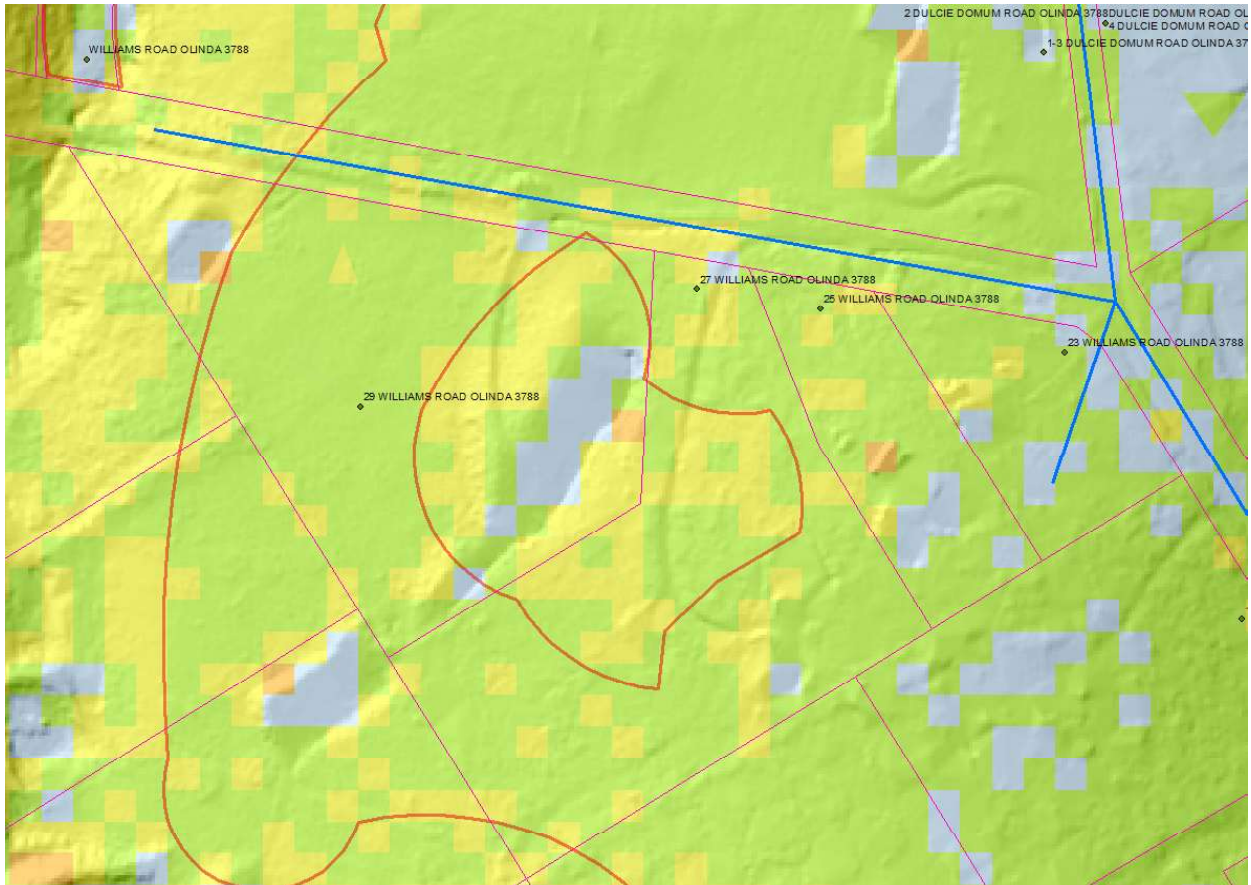 2 DULCIE DOMUM ROAD OLINDA 3788
DULCIE DOMUM ROAD OL
4 DULCIE DOMUM ROAD O
1-3 DULCIE DOMUM ROAD OLINDA 37
WILLIAMS ROAD OLINDA 3788
27 WILLIAMS ROAD OLINDA 3788
25 WILLIAMS ROAD OLINDA 3788
23 WILLIAMS ROAD OLINDA 3788
29 WILLIAMS ROAD OLINDA 3788